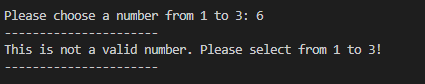 Please choose a number from 1 to 3: 6
----------------------
This is not a valid number. Please select from 1 to 3!
----------------------